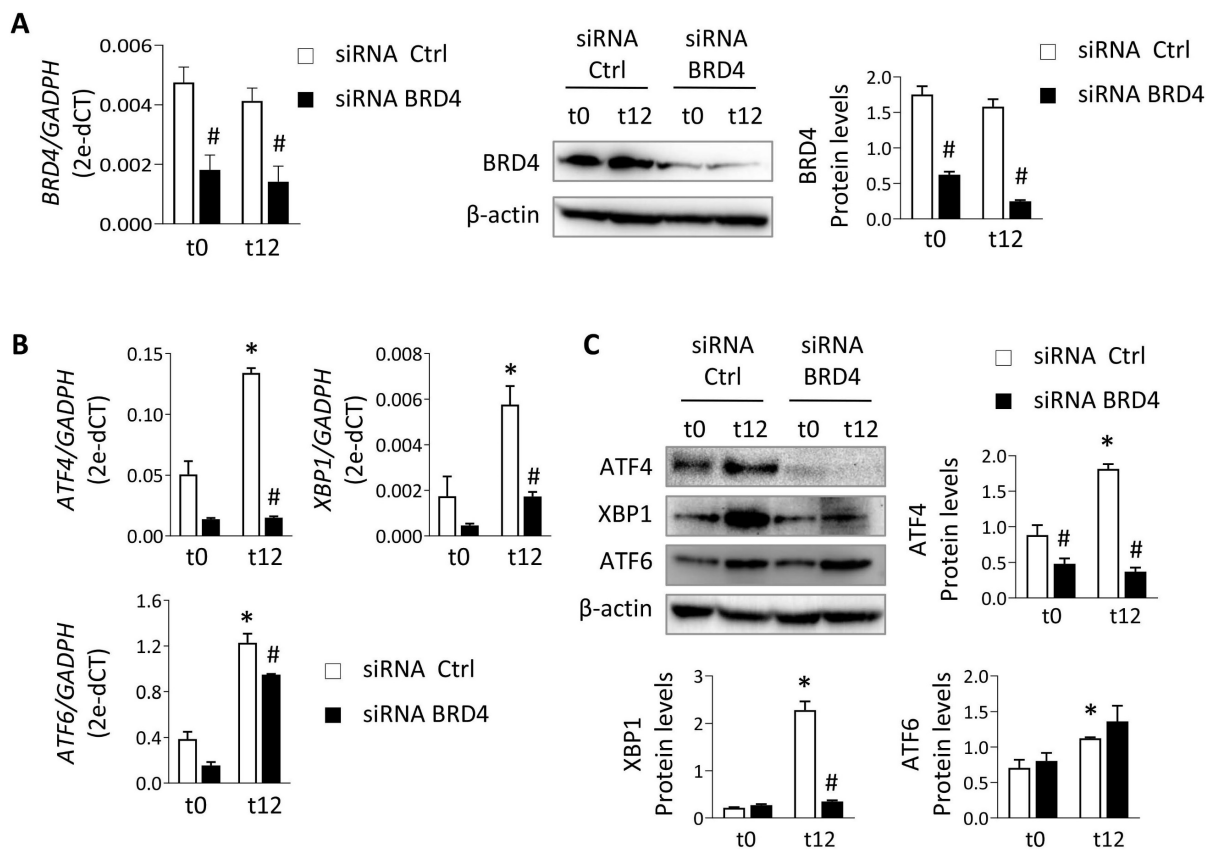 A
BRD4/GADPH
(2e-dCT)
0.006
0.004
0.002
0.000
#
#
t0
t12
siRNA Ctrl
siRNA BRD4
siRNA
Ctrl
siRNA
BRD4
t0 t12 t0 t12
BRD4
β-actin
BRD4
Protein levels
2.0
1.5
1.0
0.5
0.0
#
#
t0
t12
siRNA Ctrl
siRNA BRD4
B
ATF4/GADPH
(2e-dCT)
0.15
0.10
0.05
0.00
*
#
t0
t12
XBP1/GADPH
(2e-dCT)
0.008
0.006
0.004
0.002
0.000
*
#
t0
t12
ATF6/GADPH
(2e-dCT)
1.6
1.2
0.8
0.4
0.0
*
#
t0
t12
siRNA Ctrl
siRNA BRD4
C
siRNA
Ctrl
siRNA
BRD4
t0 t12 t0 t12
ATF4
XBP1
ATF6
β-actin
siRNA Ctrl
siRNA BRD4
ATF4
Protein levels
2.0
1.5
1.0
0.5
0.0
#
*
#
t0
t12
XBP1
Protein levels
3
2
1
0
*
#
t0
t12
ATF6
Protein levels
2.0
1.5
1.0
0.5
0.0
*
t0
t12